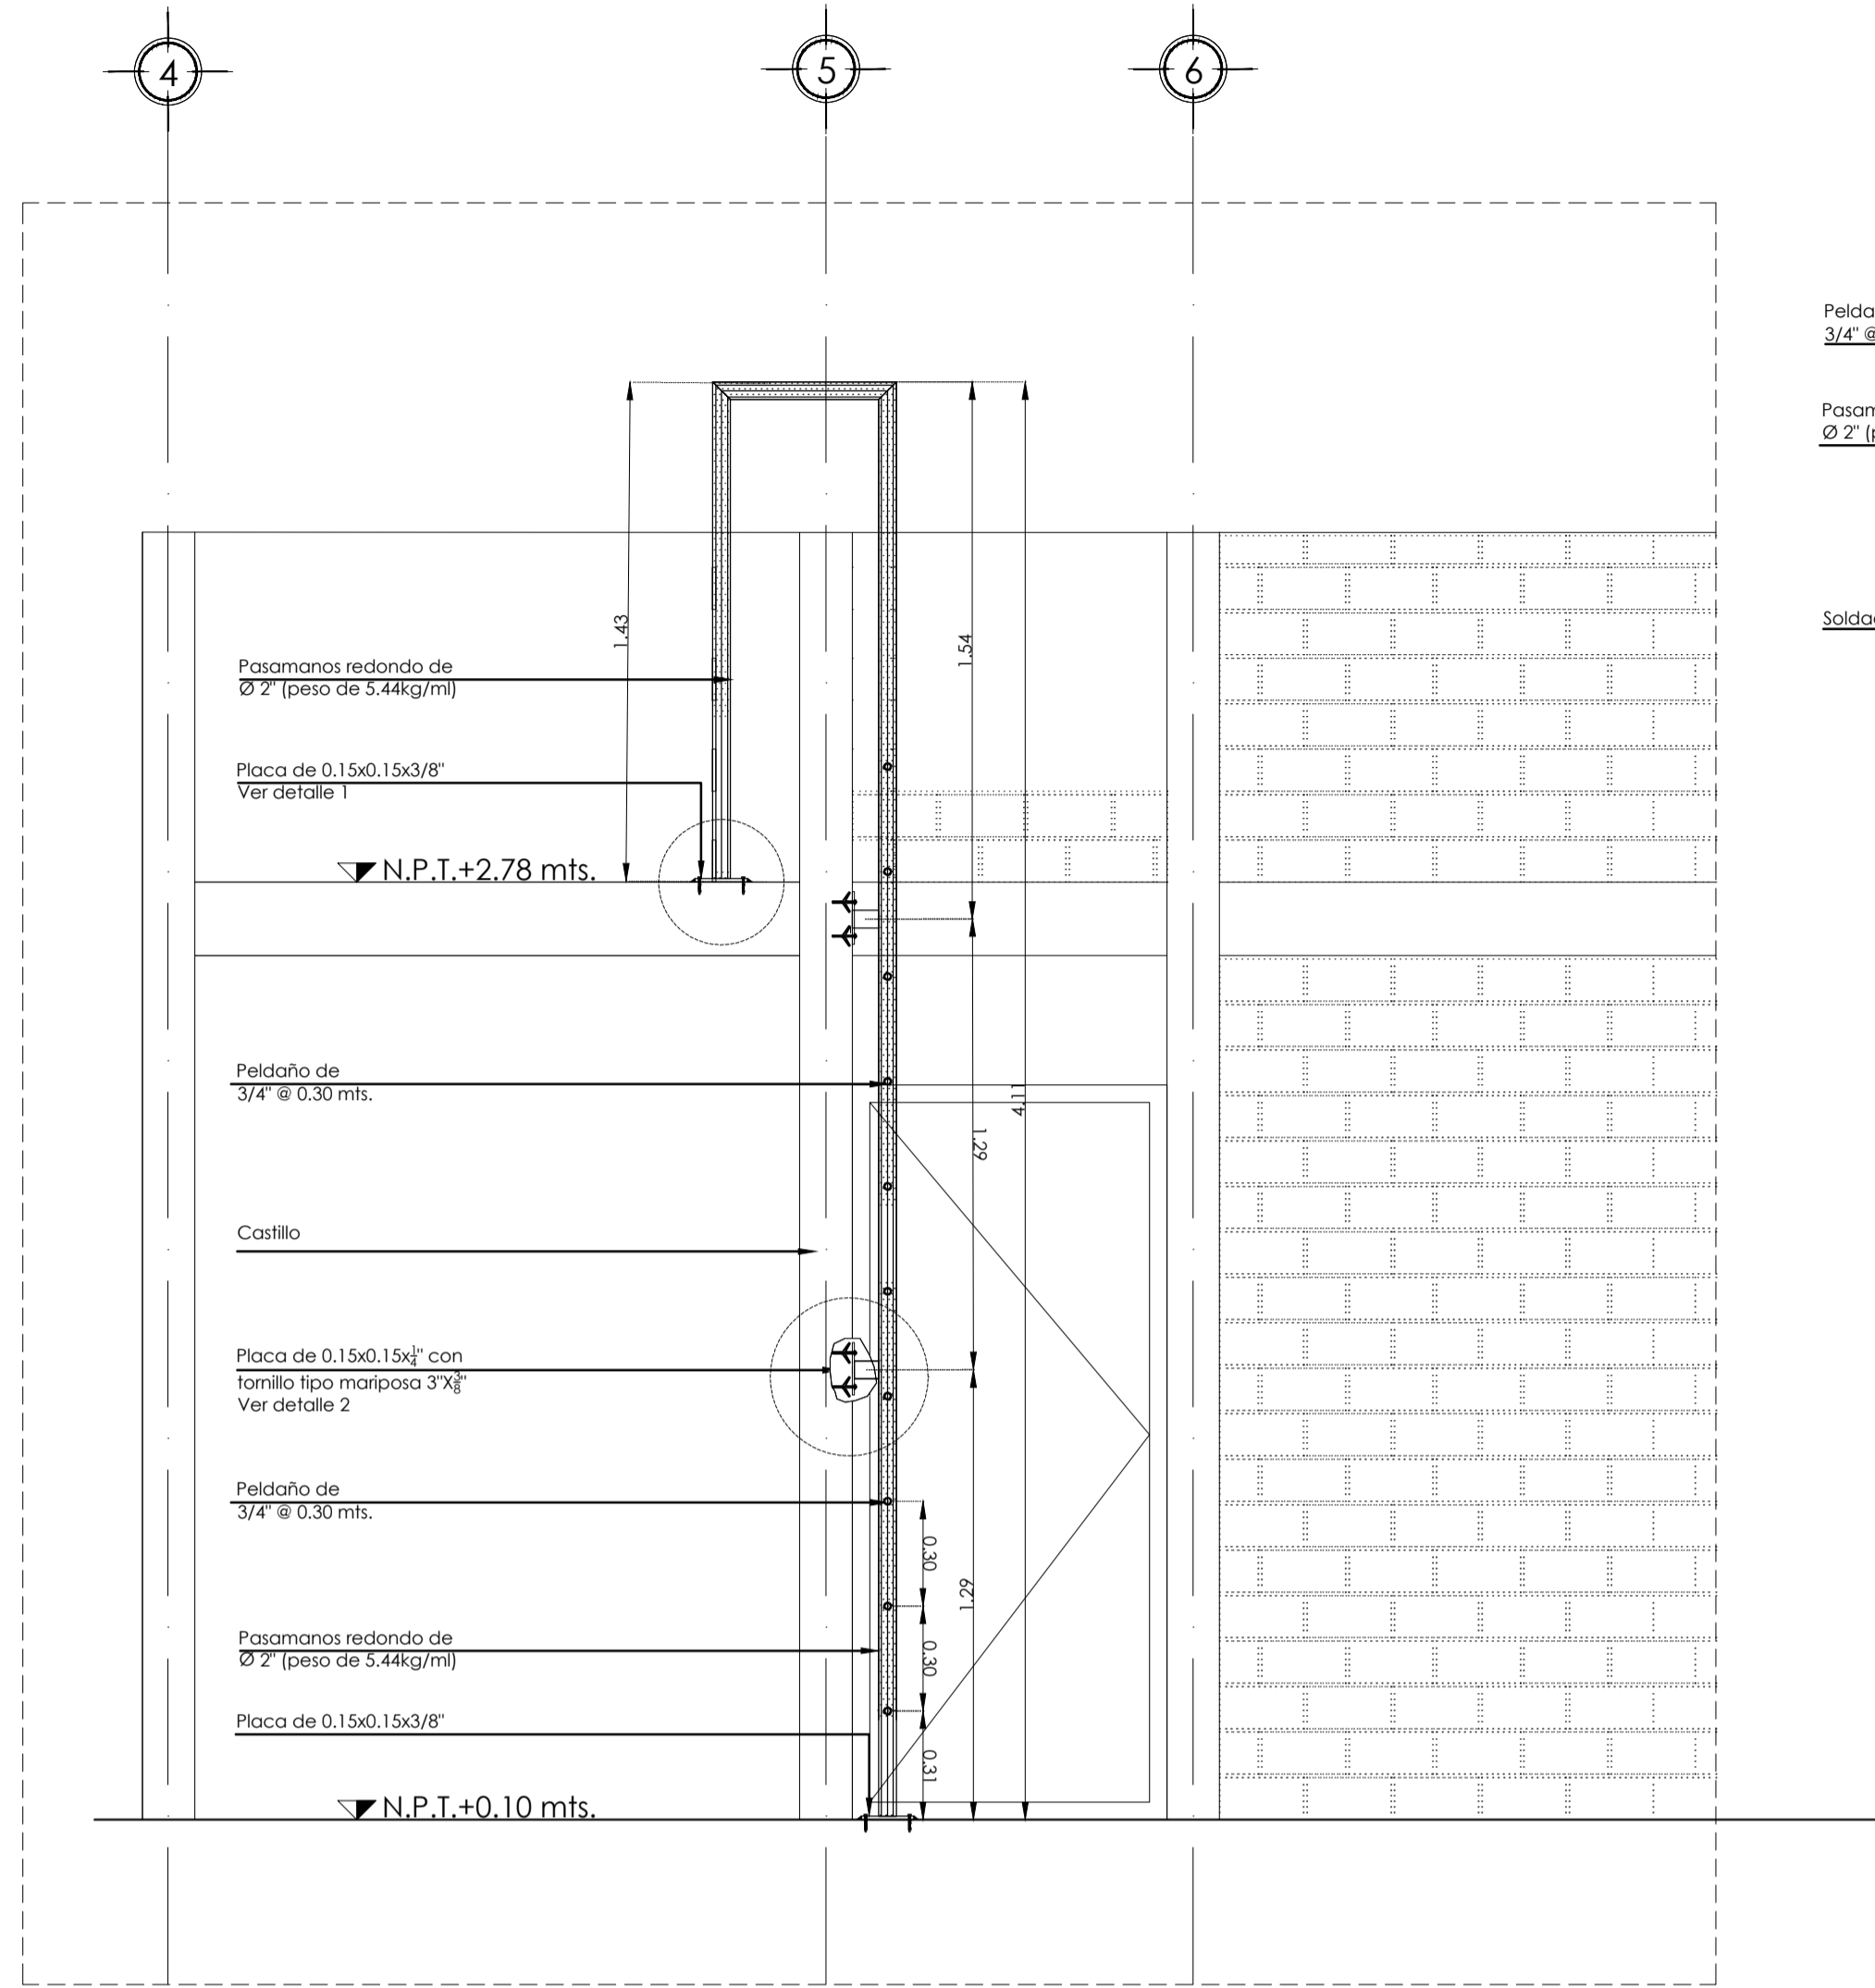 4
5
6
Pelda
3/4" @
Pasam
Ø 2" (p
Solda
1.43
1.54
Pasamanos redondo de
Ø 2" (peso de 5.44kg/ml)
Placa de 0.15x0.15x3/8"
Ver detalle 1
N.P.T.+2.78 mts.
Peldaño de
3/4" @ 0.30 mts.
4.11
1.29
Castillo
Placa de 0.15x0.15x1/4" con
tornillo tipo mariposa 3"X3/8"
Ver detalle 2
Peldaño de
3/4" @ 0.30 mts.
0.30
1.29
Pasamanos redondo de
Ø 2" (peso de 5.44kg/ml)
0.30
Placa de 0.15x0.15x3/8"
0.31
N.P.T.+0.10 mts.